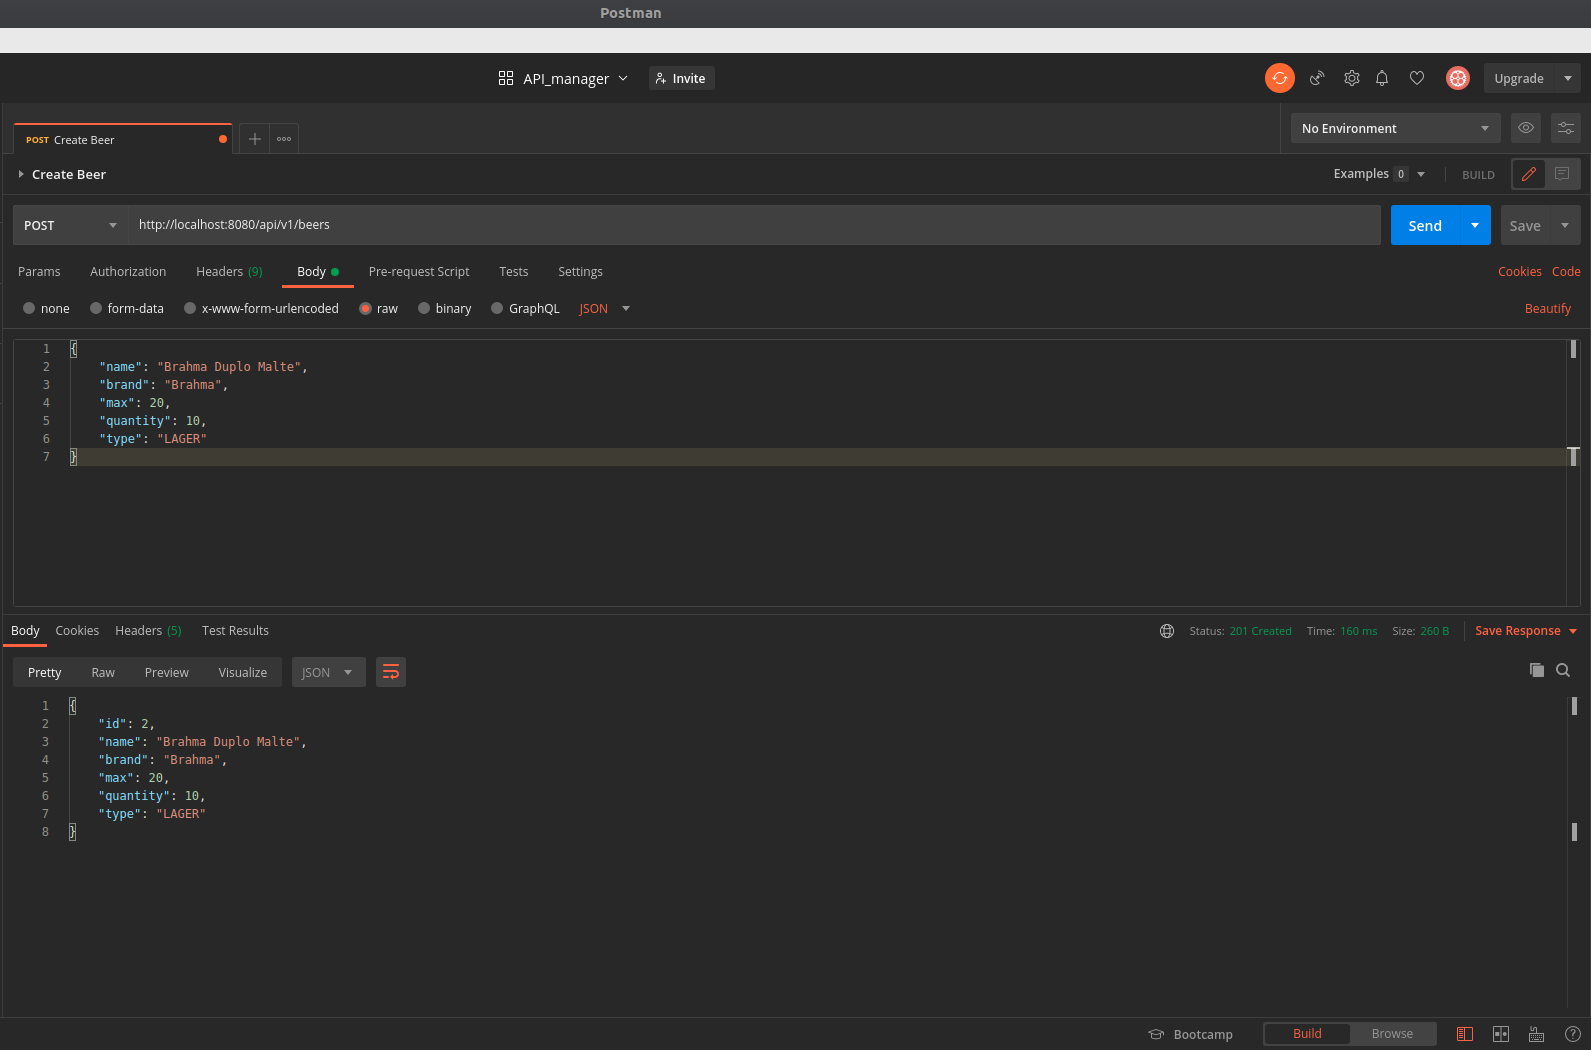 Postman
API_manager Invite Upgrade
POST Create Beer No Environment
Create Beer Examples 0 BUILD
POST http://localhost:8080/api/v1/beers Send Save
Params Authorization Headers (9) Body Pre-request Script Tests Settings Cookies Code
none form-data x-www-form-urlencoded raw binary GraphQL JSON Beautify
1 {
2 "name": "Brahma Duplo Malte",
3 "brand": "Brahma",
4 "max": 20,
5 "quantity": 10,
6 "type": "LAGER"
7 }
Body Cookies Headers (5) Test Results Status: 201 Created Time: 160 ms Size: 260 B Save Response
Pretty Raw Preview Visualize JSON
1 {
2 "id": 2,
3 "name": "Brahma Duplo Malte",
4 "brand": "Brahma",
5 "max": 20,
6 "quantity": 10,
7 "type": "LAGER"
8 }
Bootcamp Build Browse ?